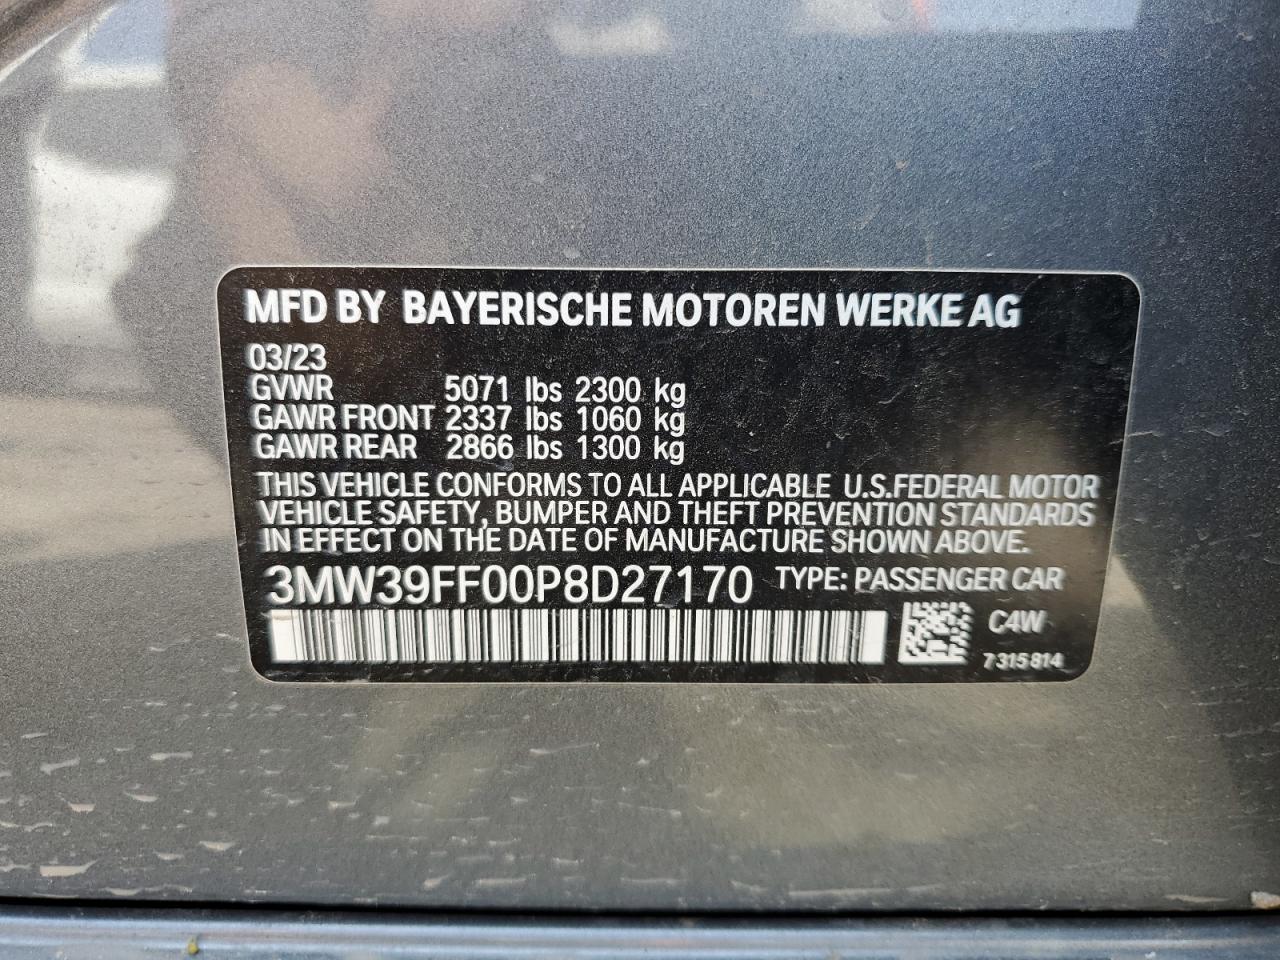 MFD BY BAYERISCHE MOTOREN WERKE AG
03/23
GVWR 5071 lbs 2300 kg
GAWR FRONT 2337 lbs 1060 kg
GAWR REAR 2866 lbs 1300 kg
THIS VEHICLE CONFORMS TO ALL APPLICABLE U.S.FEDERAL MOTOR
VEHICLE SAFETY, BUMPER AND THEFT PREVENTION STANDARDS
IN EFFECT ON THE DATE OF MANUFACTURE SHOWN ABOVE.
3MW39FF00P8D27170 TYPE: PASSENGER CAR
C4W
7 315 814